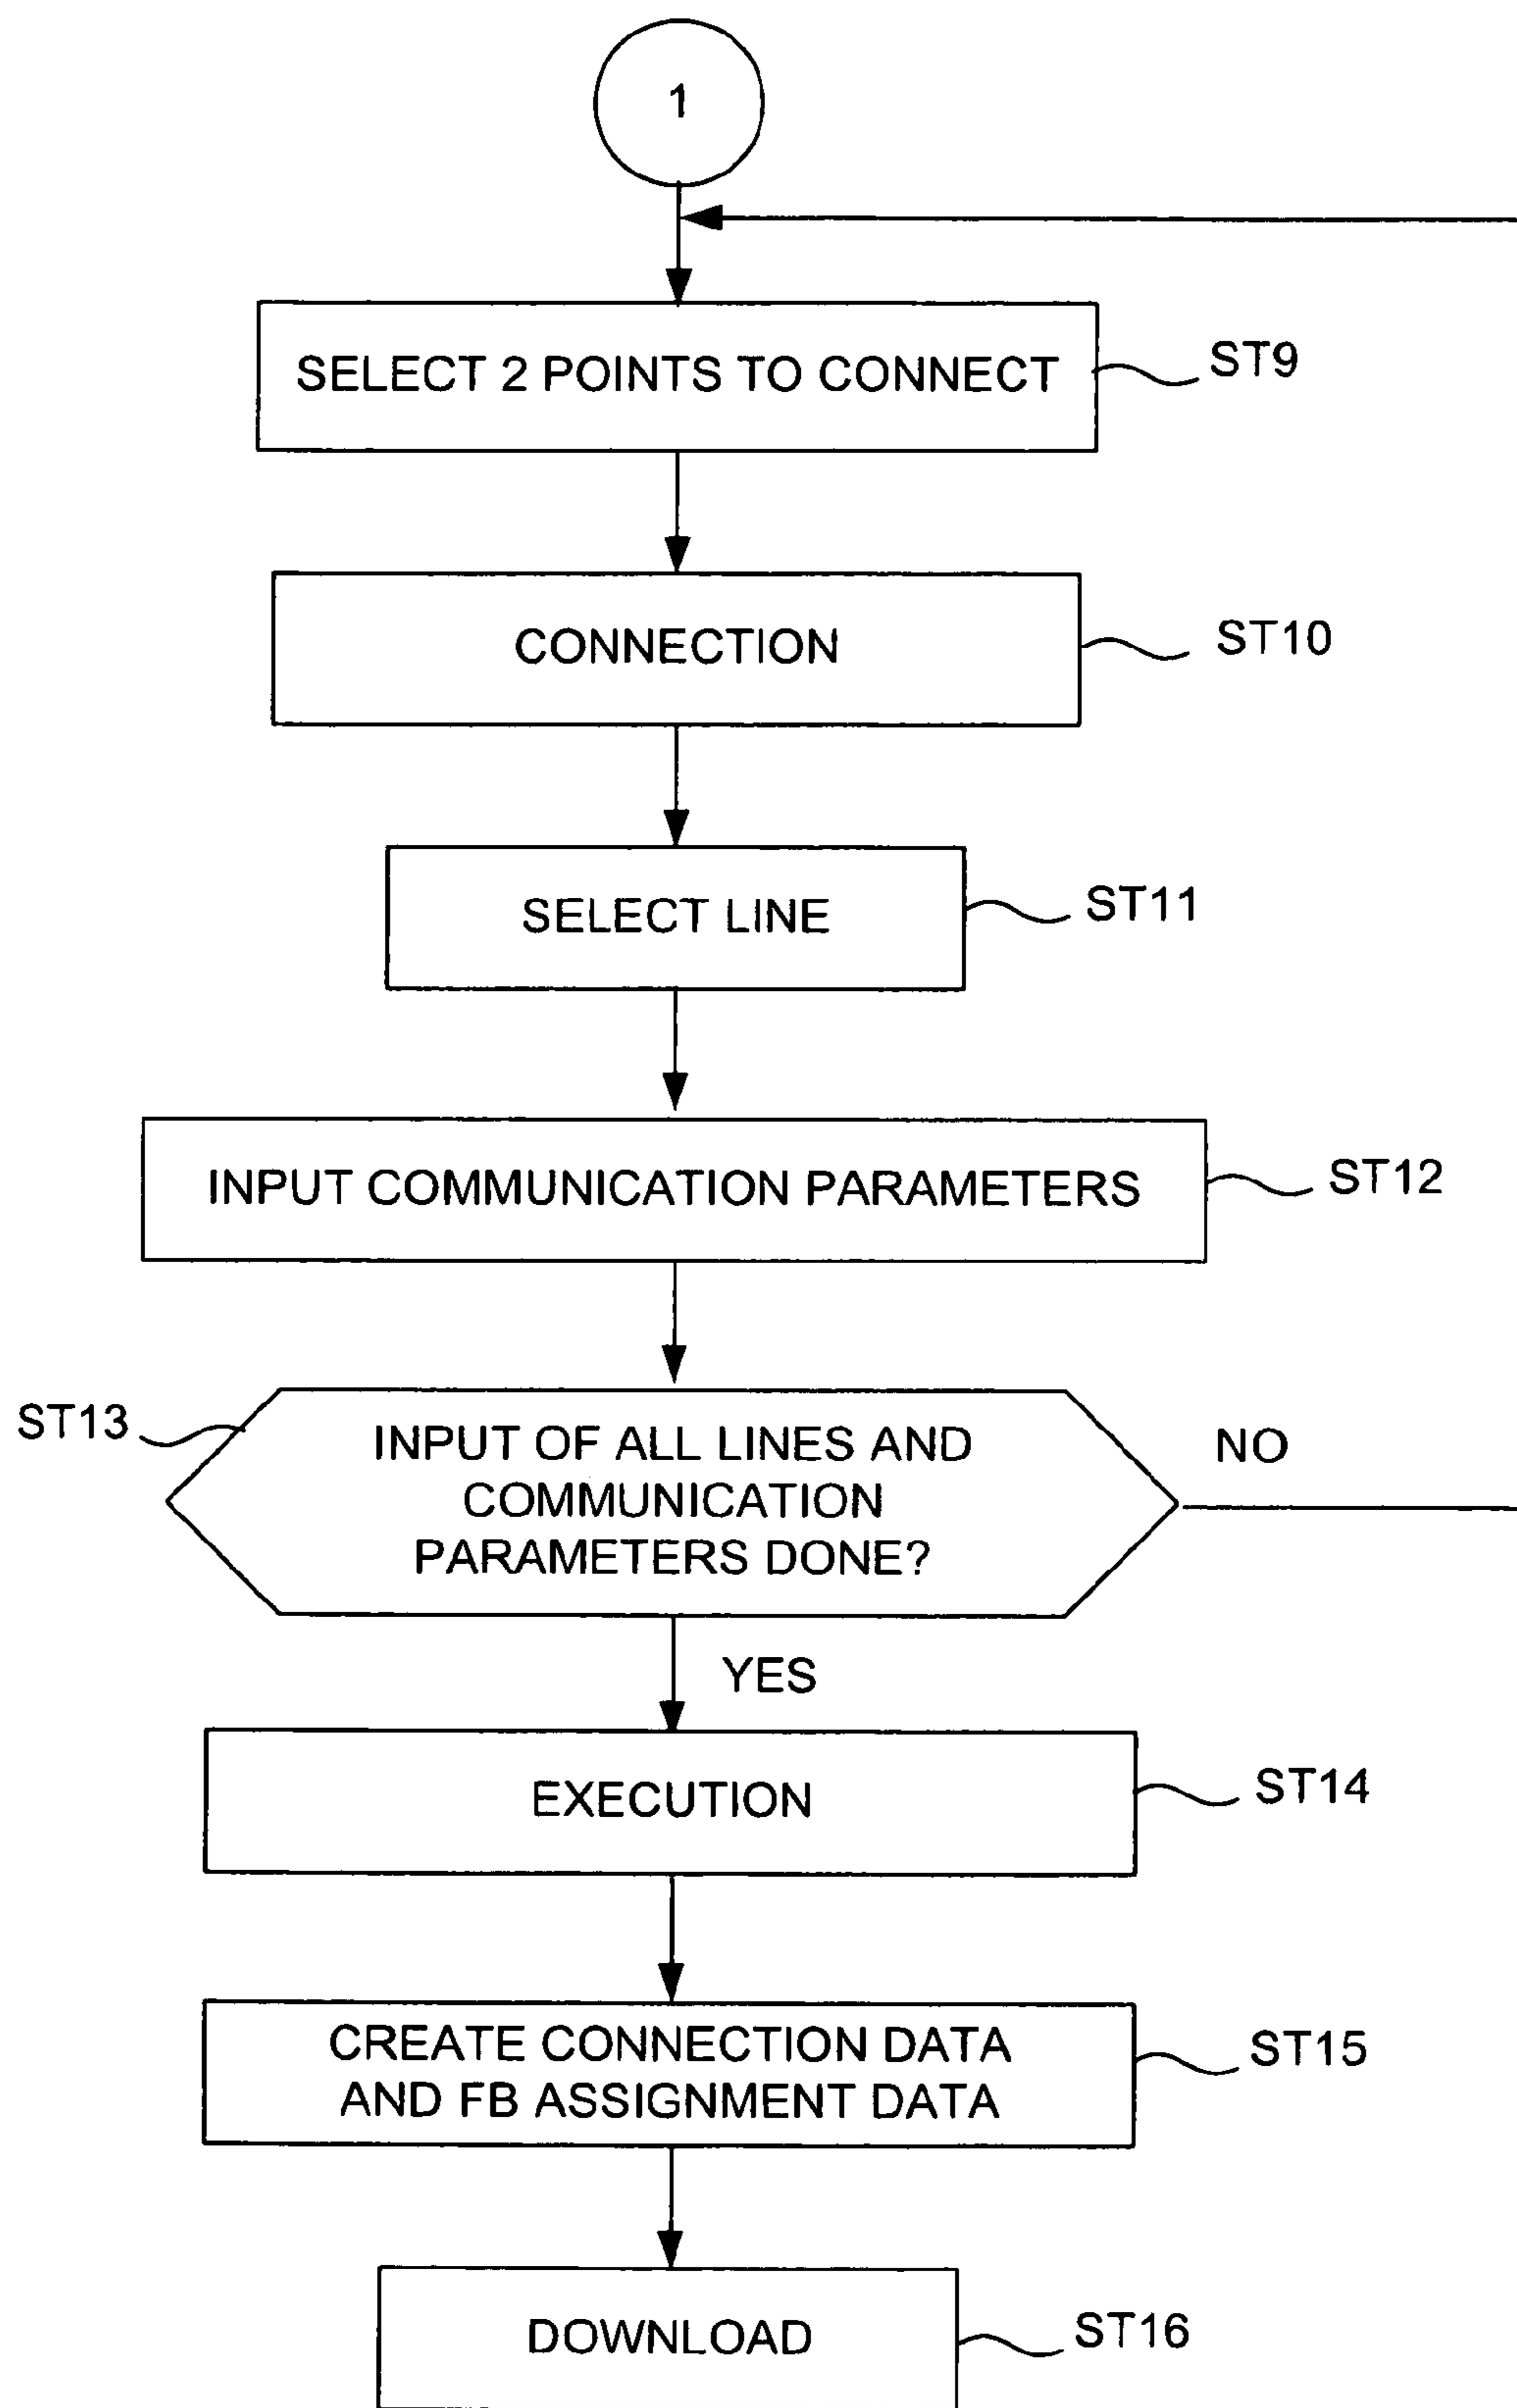 1
SELECT 2 POINTS TO CONNECT
ST9
CONNECTION
ST10
SELECT LINE
ST11
INPUT COMMUNICATION PARAMETERS
ST12
ST13
INPUT OF ALL LINES AND
COMMUNICATION
PARAMETERS DONE?
NO
YES
EXECUTION
ST14
CREATE CONNECTION DATA
AND FB ASSIGNMENT DATA
ST15
DOWNLOAD
ST16